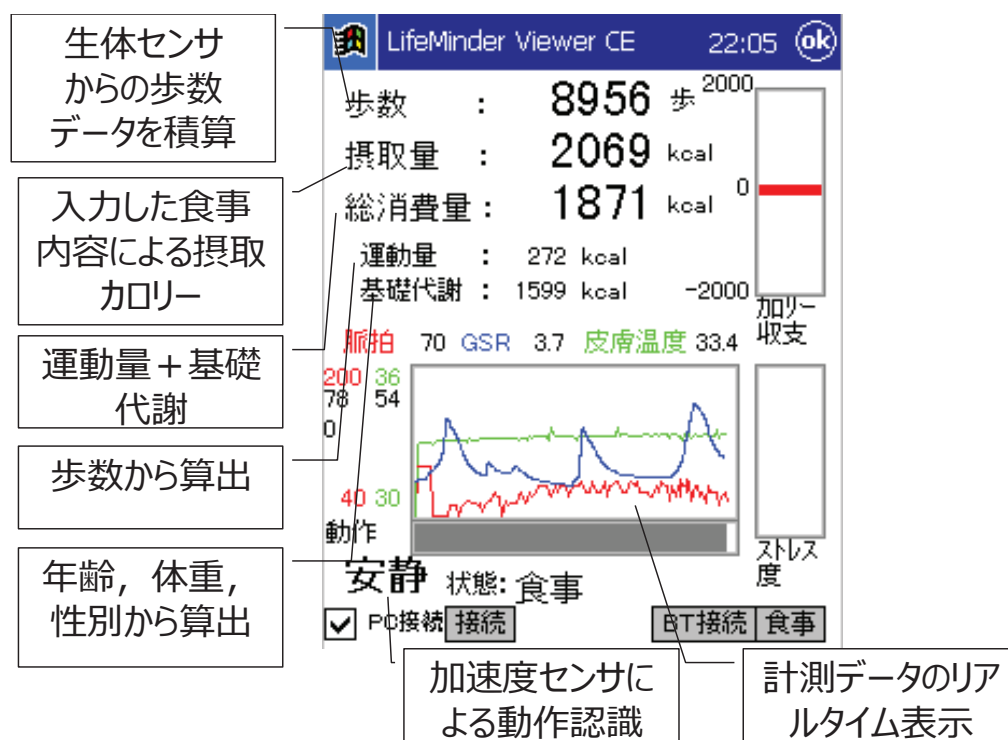 生体センサ
からの歩数
データを積算
入力した食事
内容による摂取
カロリー
運動量＋基礎
代謝
歩数から算出
年齢，体重，
性別から算出
LifeMinder Viewer CE 22:05 ok
歩数 : 8956 歩
摂取量 : 2069 kcal
総消費量 : 1871 kcal
運動量 : 272 kcal
基礎代謝 : 1599 kcal
2000
0
-2000
カロリー
収支
脈拍 70 GSR 3.7 皮膚温度 33.4
200 36
78 54
0
40 30
動作
ストレス
度
安静 状態: 食事
PC接続 接続 BT接続 食事
加速度センサに
よる動作認識
計測データのリア
ルタイム表示